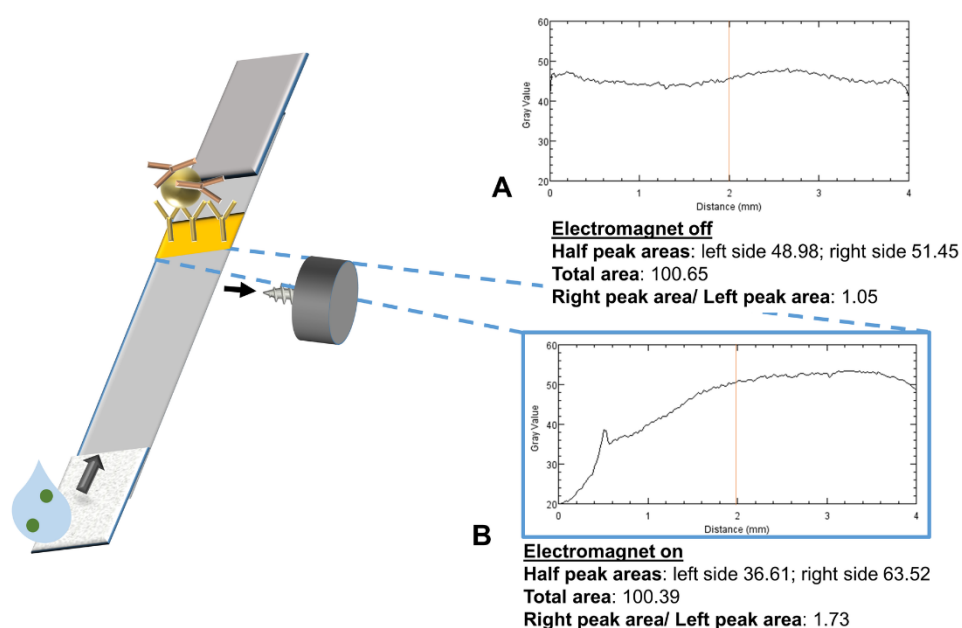 60
50
40
30
20
Gray Value
0
1
2
3
4
Distance (mm)
A
Electromagnet off
Half peak areas: left side 48.98; right side 51.45
Total area: 100.65
Right peak area/ Left peak area: 1.05
60
50
40
30
20
Gray Value
0
1
2
3
4
Distance (mm)
B
Electromagnet on
Half peak areas: left side 36.61; right side 63.52
Total area: 100.39
Right peak area/ Left peak area: 1.73